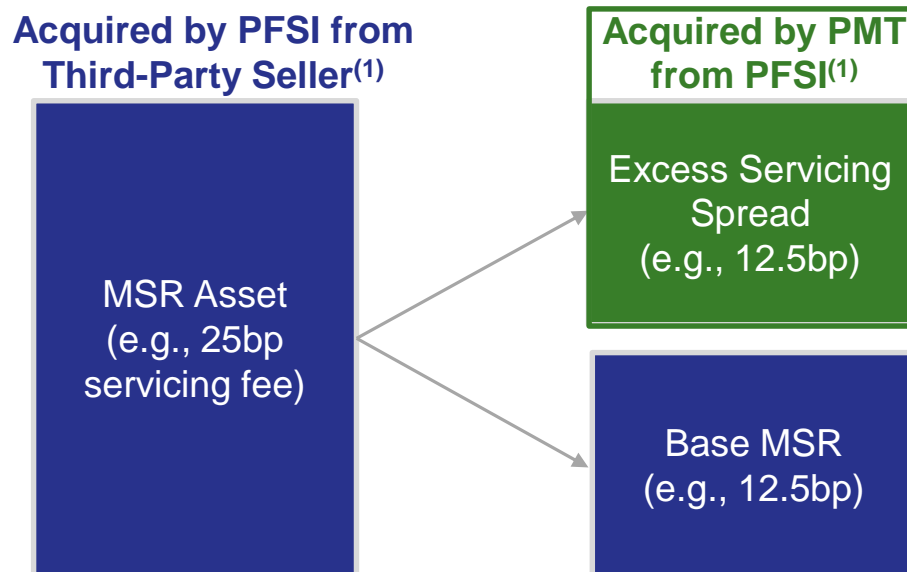 Acquired by PFSI from
Third-Party Seller(1)
MSR Asset
(e.g., 25bp
servicing fee)
Acquired by PMT
from PFSI(1)
Excess Servicing
Spread
(e.g., 12.5bp)
Base MSR
(e.g., 12.5bp)